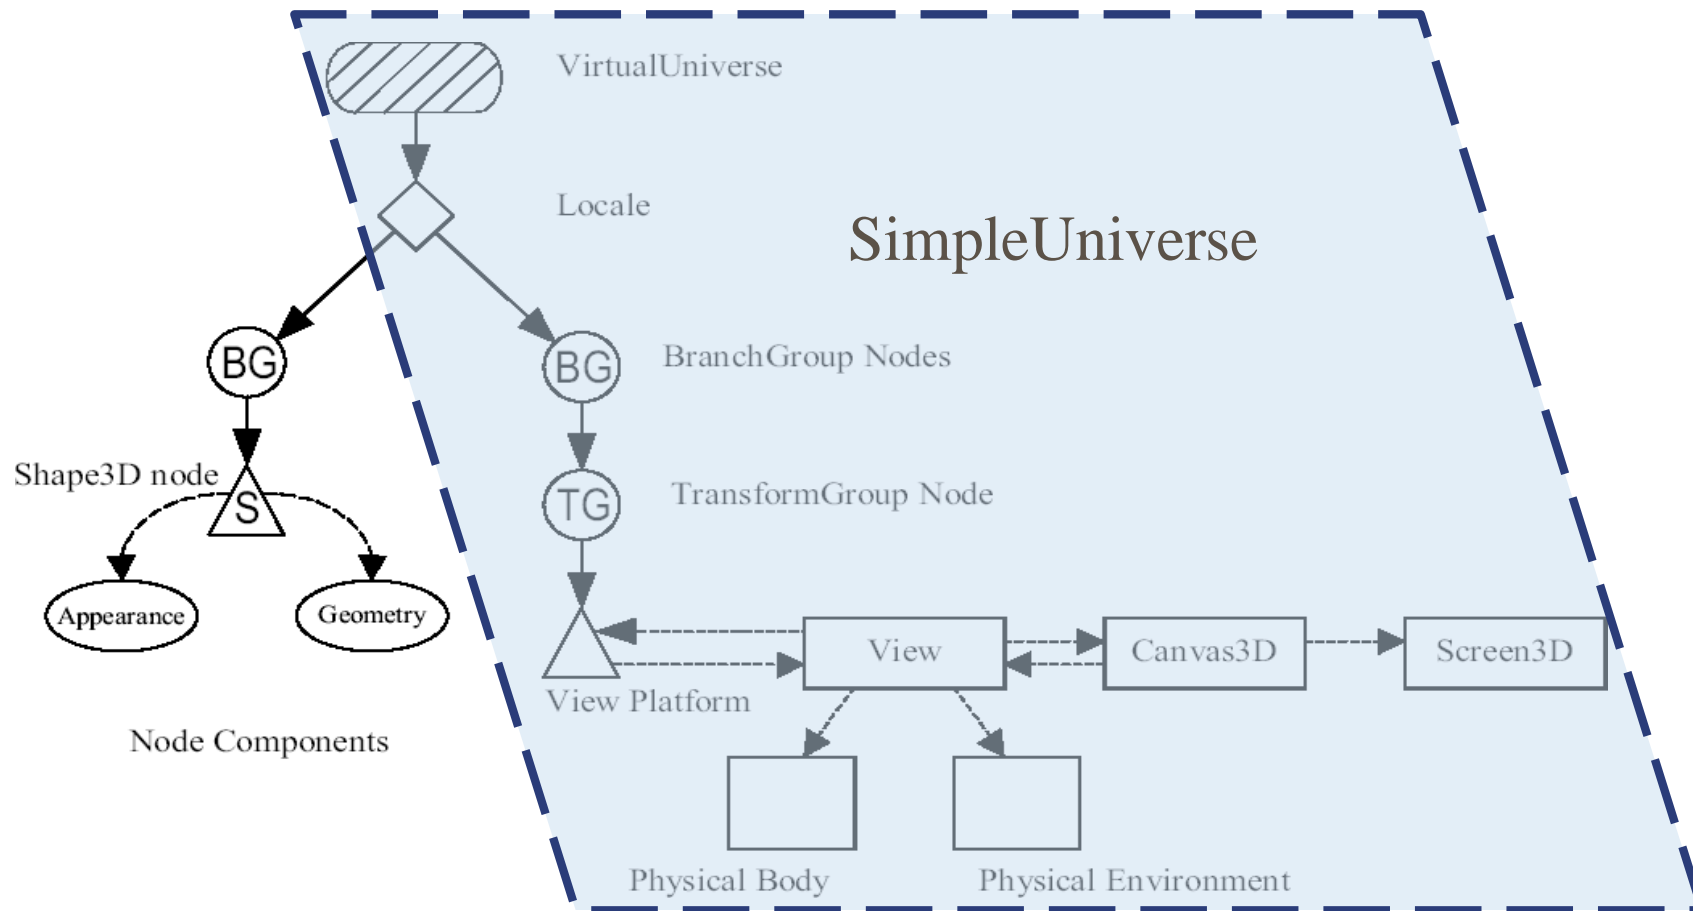 VirtualUniverse
Locale
SimpleUniverse
BG
BG
BranchGroup Nodes
Shape3D node
S
TG
TransformGroup Node
Appearance
Geometry
View
Canvas3D
Screen3D
View Platform
Node Components
Physical Body
Physical Environment